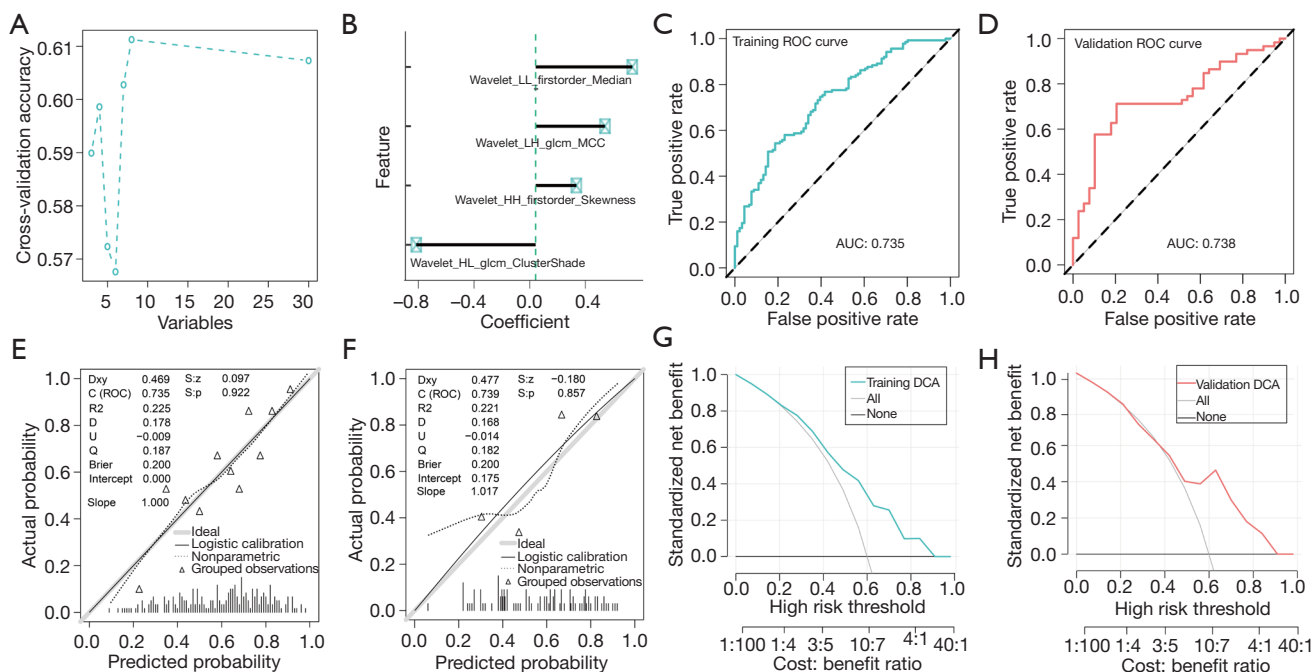 A
0.61
0.60
0.59
0.58
0.57
Cross-validation accuracy
5 10 15 20 25 30
Variables
B
Feature
Wavelet_LL_firstorder_Median
Wavelet_LH_glcm_MCC
Wavelet_HH_firstorder_Skewness
Wavelet_HL_glcm_ClusterShade
−0.8 −0.4 0.0 0.4
Coefficient
C
Training ROC curve
True positive rate
1.0
0.8
0.6
0.4
0.2
0.0
AUC: 0.735
0.0 0.2 0.4 0.6 0.8 1.0
False positive rate
D
Validation ROC curve
True positive rate
1.0
0.8
0.6
0.4
0.2
0.0
AUC: 0.738
0.0 0.2 0.4 0.6 0.8 1.0
False positive rate
E
Actual probability
1.0
0.8
0.6
0.4
0.2
0.0
Dxy 0.469 S:z 0.097
C (ROC) 0.735 S:p 0.922
R2 0.225
D 0.178
U −0.009
Q 0.187
Brier 0.200
Intercept 0.000
Slope 1.000
Ideal
Logistic calibration
Nonparametric
Grouped observations
0.0 0.2 0.4 0.6 0.8 1.0
Predicted probability
F
Actual probability
1.0
0.8
0.6
0.4
0.2
0.0
Dxy 0.477 S:z −0.180
C (ROC) 0.739 S:p 0.857
R2 0.221
D 0.168
U −0.014
Q 0.182
Brier 0.200
Intercept 0.175
Slope 1.017
Ideal
Logistic calibration
Nonparametric
Grouped observations
0.0 0.2 0.4 0.6 0.8 1.0
Predicted probability
G
Standardized net benefit
1.0
0.8
0.6
0.4
0.2
0.0
Training DCA
All
None
0.0 0.2 0.4 0.6 0.8 1.0
High risk threshold
1:100 1:4 3:5 10:7 4:1 40:1
Cost: benefit ratio
H
Standardized net benefit
1.0
0.8
0.6
0.4
0.2
0.0
Validation DCA
All
None
0.0 0.2 0.4 0.6 0.8 1.0
High risk threshold
1:100 1:4 3:5 10:7 4:1 40:1
Cost: benefit ratio